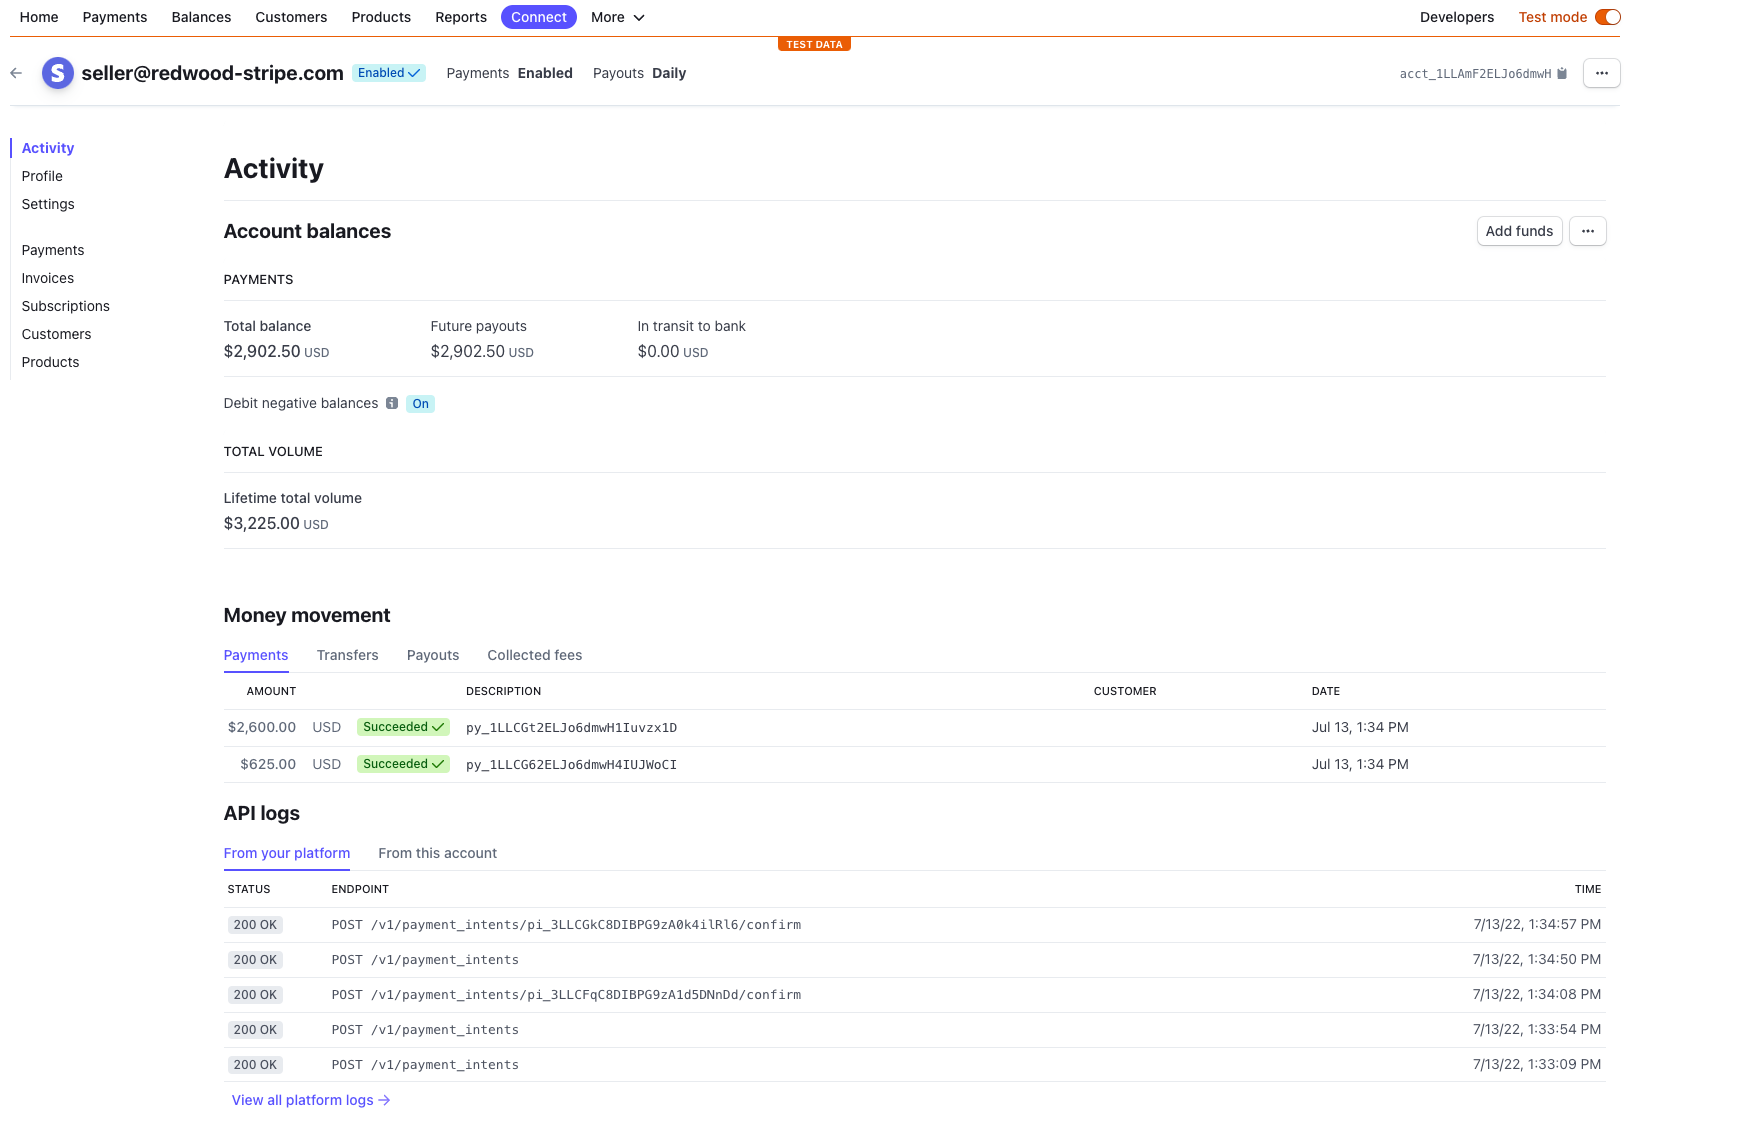 Home Payments Balances Customers Products Reports Connect More Developers Test mode
TEST DATA
S seller@redwood-stripe.com Enabled Payments Enabled Payouts Daily acct_1LLAmF2ELJo6dmwH
Activity
Profile
Settings
Payments
Invoices
Subscriptions
Customers
Products
Activity
Account balances Add funds
PAYMENTS
Total balance Future payouts In transit to bank
$2,902.50 USD $2,902.50 USD $0.00 USD
Debit negative balances On
TOTAL VOLUME
Lifetime total volume
$3,225.00 USD
Money movement
Payments Transfers Payouts Collected fees
AMOUNT DESCRIPTION CUSTOMER DATE
$2,600.00 USD Succeeded py_1LLCGt2ELJo6dmwH1Iuvzx1D Jul 13, 1:34 PM
$625.00 USD Succeeded py_1LLCG62ELJo6dmwH4IUJWoCI Jul 13, 1:34 PM
API logs
From your platform From this account
STATUS ENDPOINT TIME
200 OK POST /v1/payment_intents/pi_3LLCGkC8DIBPG9zA0k4ilRl6/confirm 7/13/22, 1:34:57 PM
200 OK POST /v1/payment_intents 7/13/22, 1:34:50 PM
200 OK POST /v1/payment_intents/pi_3LLCFqC8DIBPG9zA1d5DNnDd/confirm 7/13/22, 1:34:08 PM
200 OK POST /v1/payment_intents 7/13/22, 1:33:54 PM
200 OK POST /v1/payment_intents 7/13/22, 1:33:09 PM
View all platform logs →